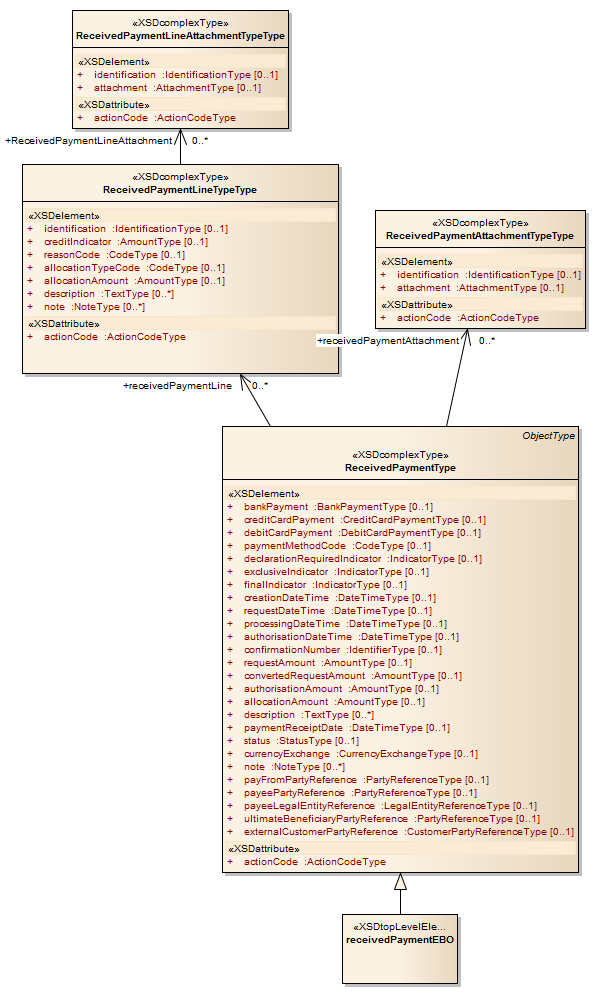 «XSDcomplexType»
ReceivedPaymentLineAttachmentTypeType
«XSDelement»
+ identification :IdentificationType [0..1]
+ attachment :AttachmentType [0..1]
«XSDattribute»
+ actionCode :ActionCodeType
+ReceivedPaymentLineAttachment 0..*
«XSDcomplexType»
ReceivedPaymentLineTypeType
«XSDelement»
+ identification :IdentificationType [0..1]
+ creditIndicator :AmountType [0..1]
+ reasonCode :CodeType [0..1]
+ allocationTypeCode :CodeType [0..1]
+ allocationAmount :AmountType [0..1]
+ description :TextType [0..*]
+ note :NoteType [0..*]
«XSDattribute»
+ actionCode :ActionCodeType
«XSDcomplexType»
ReceivedPaymentAttachmentTypeType
«XSDelement»
+ identification :IdentificationType [0..1]
+ attachment :AttachmentType [0..1]
«XSDattribute»
+ actionCode :ActionCodeType
+receivedPaymentAttachment 0..*
+receivedPaymentLine 0..*
ObjectType
«XSDcomplexType»
ReceivedPaymentType
«XSDelement»
+ bankPayment :BankPaymentType [0..1]
+ creditCardPayment :CreditCardPaymentType [0..1]
+ debitCardPayment :DebitCardPaymentType [0..1]
+ paymentMethodCode :CodeType [0..1]
+ declarationRequiredIndicator :IndicatorType [0..1]
+ exclusiveIndicator :IndicatorType [0..1]
+ finalIndicator :IndicatorType [0..1]
+ creationDateTime :DateTimeType [0..1]
+ requestDateTime :DateTimeType [0..1]
+ processingDateTime :DateTimeType [0..1]
+ authorisationDateTime :DateTimeType [0..1]
+ confirmationNumber :IdentifierType [0..1]
+ requestAmount :AmountType [0..1]
+ convertedRequestAmount :AmountType [0..1]
+ authorisationAmount :AmountType [0..1]
+ allocationAmount :AmountType [0..1]
+ description :TextType [0..*]
+ paymentReceiptDate :DateTimeType [0..1]
+ status :StatusType [0..1]
+ currencyExchange :CurrencyExchangeType [0..1]
+ note :NoteType [0..*]
+ payFromPartyReference :PartyReferenceType [0..1]
+ payeePartyReference :PartyReferenceType [0..1]
+ payeeLegalEntityReference :LegalEntityReferenceType [0..1]
+ ultimateBeneficiaryPartyReference :PartyReferenceType [0..1]
+ externalCustomerPartyReference :CustomerPartyReferenceType [0..1]
«XSDattribute»
+ actionCode :ActionCodeType
«XSDtopLevelEle...
receivedPaymentEBO